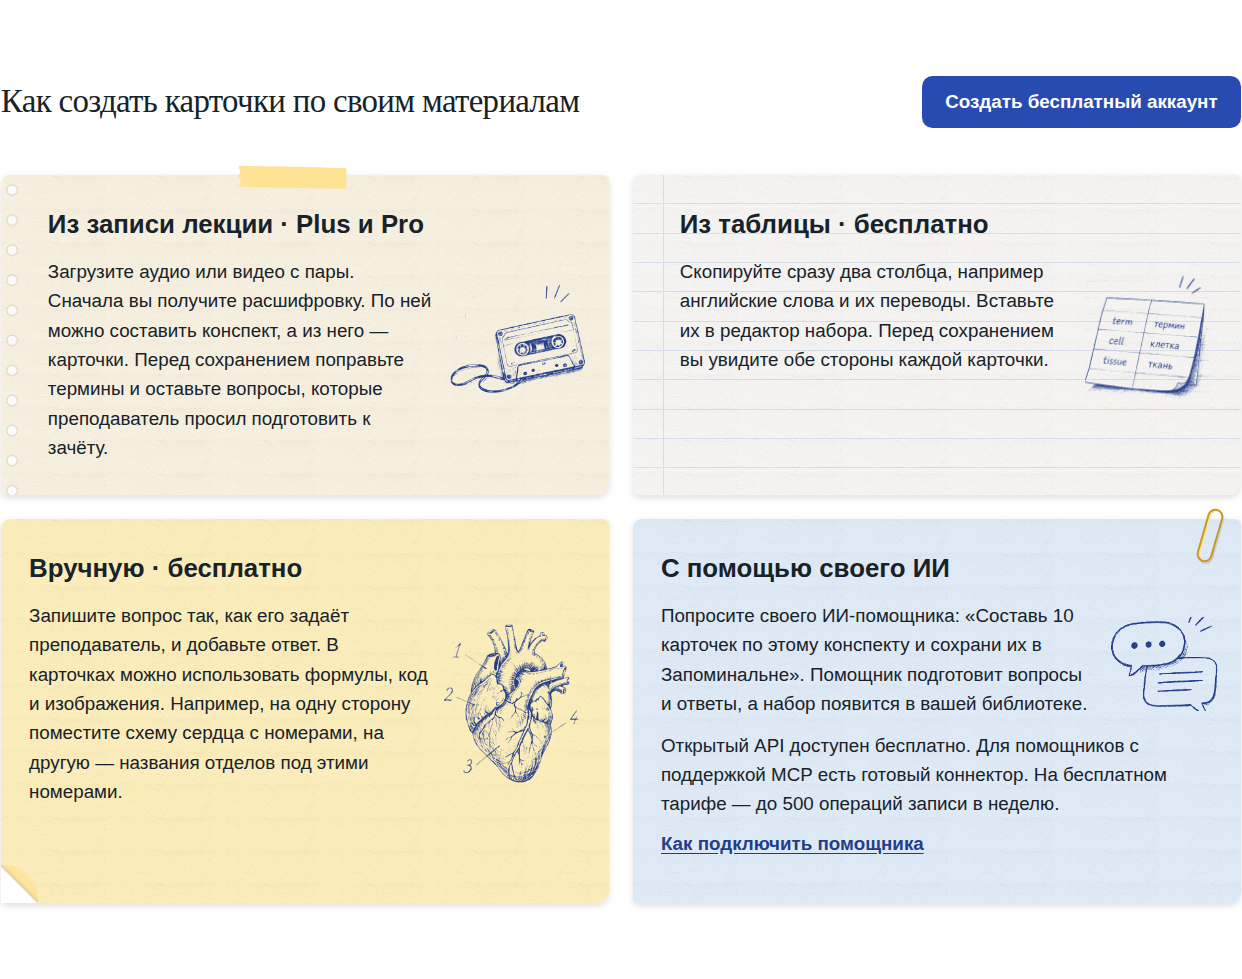 Как создать карточки по своим материалам
Создать бесплатный аккаунт
Из записи лекции · Plus и Pro
Загрузите аудио или видео с пары.
Сначала вы получите расшифровку. По ней
можно составить конспект, а из него —
карточки. Перед сохранением поправьте
термины и оставьте вопросы, которые
преподаватель просил подготовить к
зачёту.
Из таблицы · бесплатно
Скопируйте сразу два столбца, например
английские слова и их переводы. Вставьте
их в редактор набора. Перед сохранением
вы увидите обе стороны каждой карточки.
term термин
cell клетка
tissue ткань
Вручную · бесплатно
Запишите вопрос так, как его задаёт
преподаватель, и добавьте ответ. В
карточках можно использовать формулы, код
и изображения. Например, на одну сторону
поместите схему сердца с номерами, на
другую — названия отделов под этими
номерами.
1
2
4
3
С помощью своего ИИ
Попросите своего ИИ-помощника: «Составь 10
карточек по этому конспекту и сохрани их в
Запоминальне». Помощник подготовит вопросы
и ответы, а набор появится в вашей библиотеке.
Открытый API доступен бесплатно. Для помощников с
поддержкой MCP есть готовый коннектор. На бесплатном
тарифе — до 500 операций записи в неделю.
Как подключить помощника